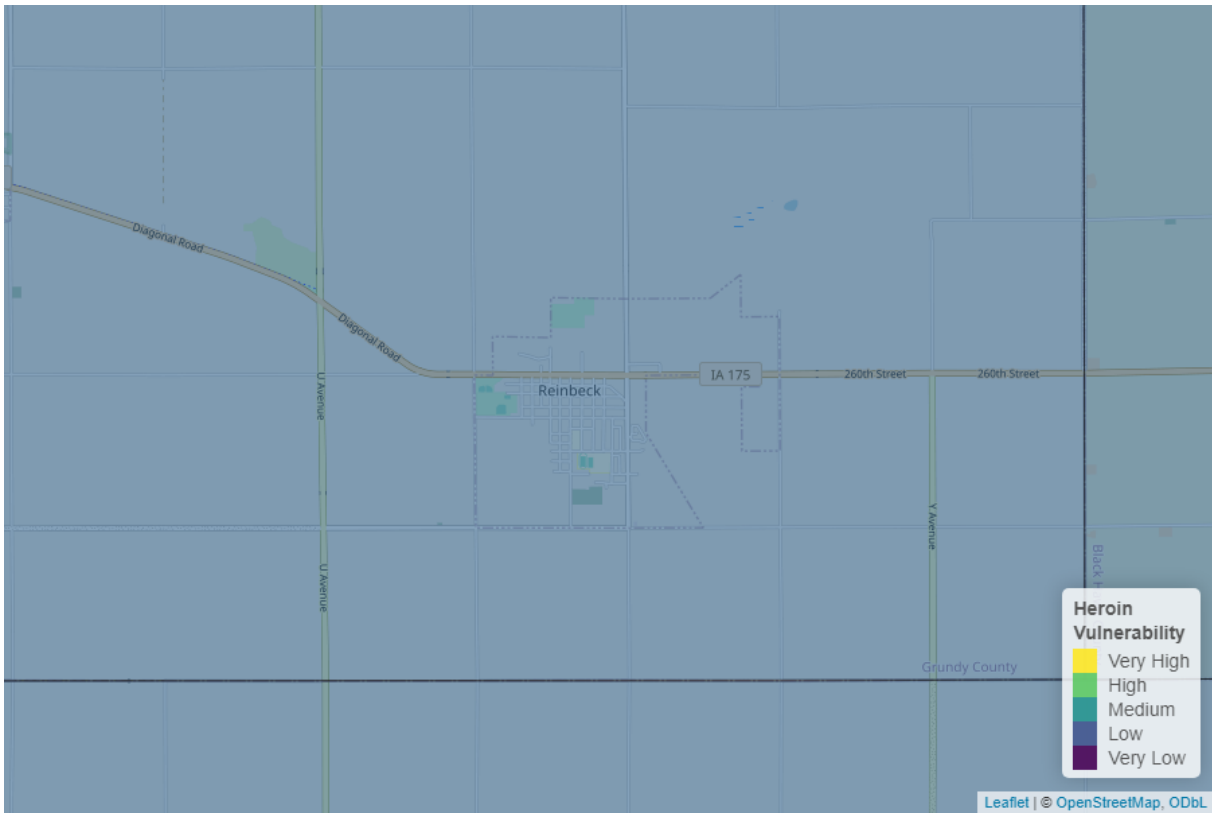 Diagonal Road
Diagonal Road
U Avenue
Reinbeck
IA 175
260th Street
260th Street
Y Avenue
U Avenue
Black
Grundy County
Heroin
Vulnerability
Very High
High
Medium
Low
Very Low
Leaflet | © OpenStreetMap, ODbL